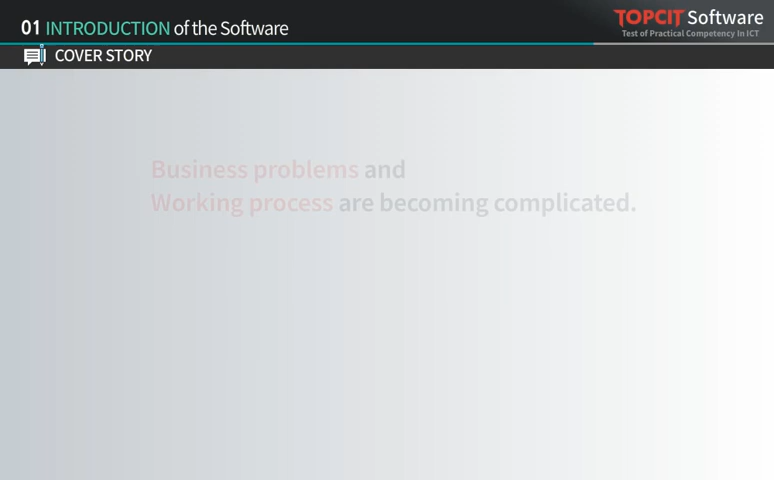 01 INTRODUCTION of the Software
TOPCIT Software
Test of Practical Competency In ICT
COVER STORY
Business problems and
Working process are becoming complicated.